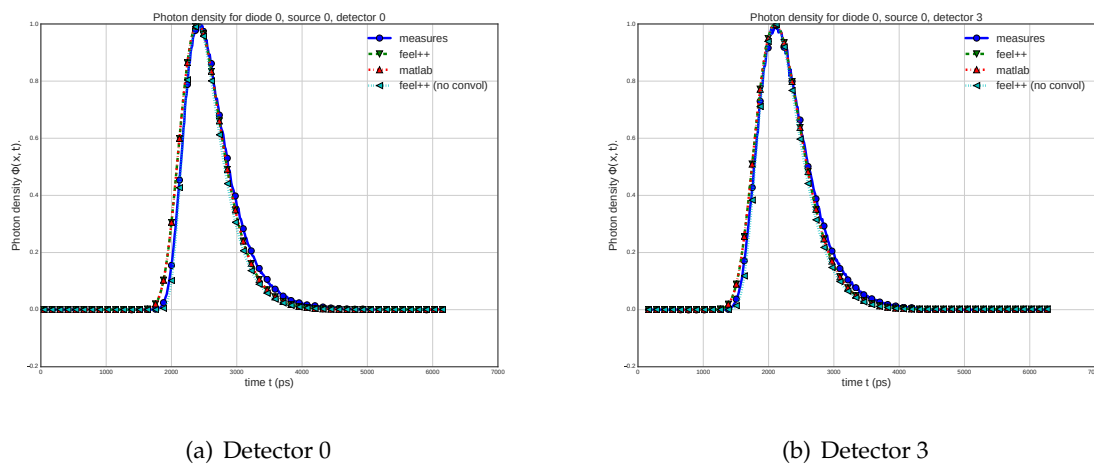 Photon density for diode 0, source 0, detector 0
1.0
0.8
0.6
0.4
0.2
0.0
−0.2
Photon density Φ(x, t),
0 1000 2000 3000 4000 5000 6000 7000
time t (ps)
measures
feel++
matlab
feel++ (no convol)
(a) Detector 0
Photon density for diode 0, source 0, detector 3
1.0
0.8
0.6
0.4
0.2
0.0
−0.2
Photon density Φ(x, t),
0 1000 2000 3000 4000 5000 6000 700
time t (ps)
measures
feel++
matlab
feel++ (no convol)
(b) Detector 3